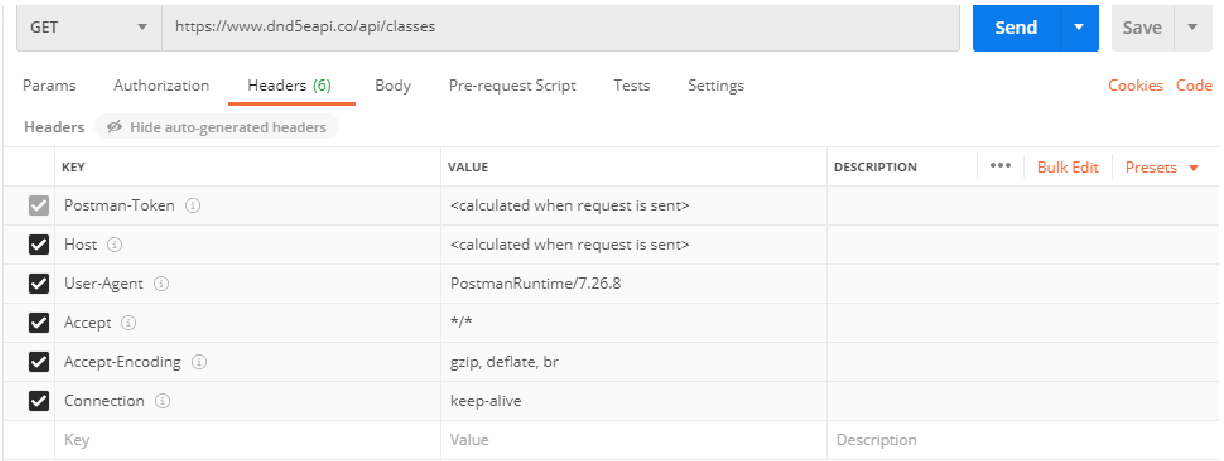 GET https://www.dnd5eapi.co/api/classes Send Save
Params Authorization Headers (6) Body Pre-request Script Tests Settings Cookies Code
Headers Hide auto-generated headers
KEY VALUE DESCRIPTION ••• Bulk Edit Presets
Postman-Token <calculated when request is sent>
Host <calculated when request is sent>
User-Agent PostmanRuntime/7.26.8
Accept */*
Accept-Encoding gzip, deflate, br
Connection keep-alive
Key Value Description